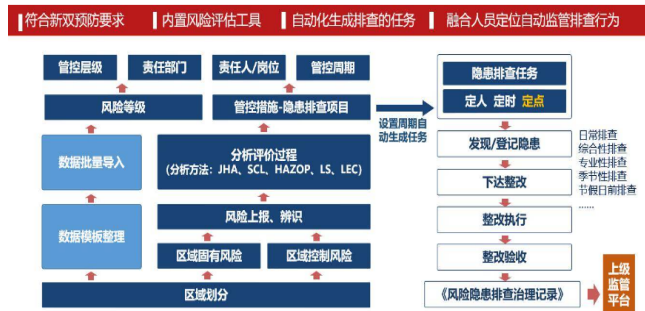 符合新双预防要求
内置风险评估工具
自动化生成排查的任务
融合人员定位自动监管排查行为
管控层级
责任部门
责任人/岗位
管控周期
风险等级
管控措施-隐患排查项目
数据批量导入
分析评价过程
(分析方法：JHA、SCL、HAZOP、LS、LEC)
数据模板整理
风险上报、辨识
区域固有风险
区域控制风险
区域划分
设置周期自
动生成任务
隐患排查任务
定人 定时 定点
发现/登记隐患
下达整改
整改执行
整改验收
《风险隐患排查治理记录》
日常排查
综合性排查
专业性排查
季节性排查
节假日前排查
......
上级
监管
平台